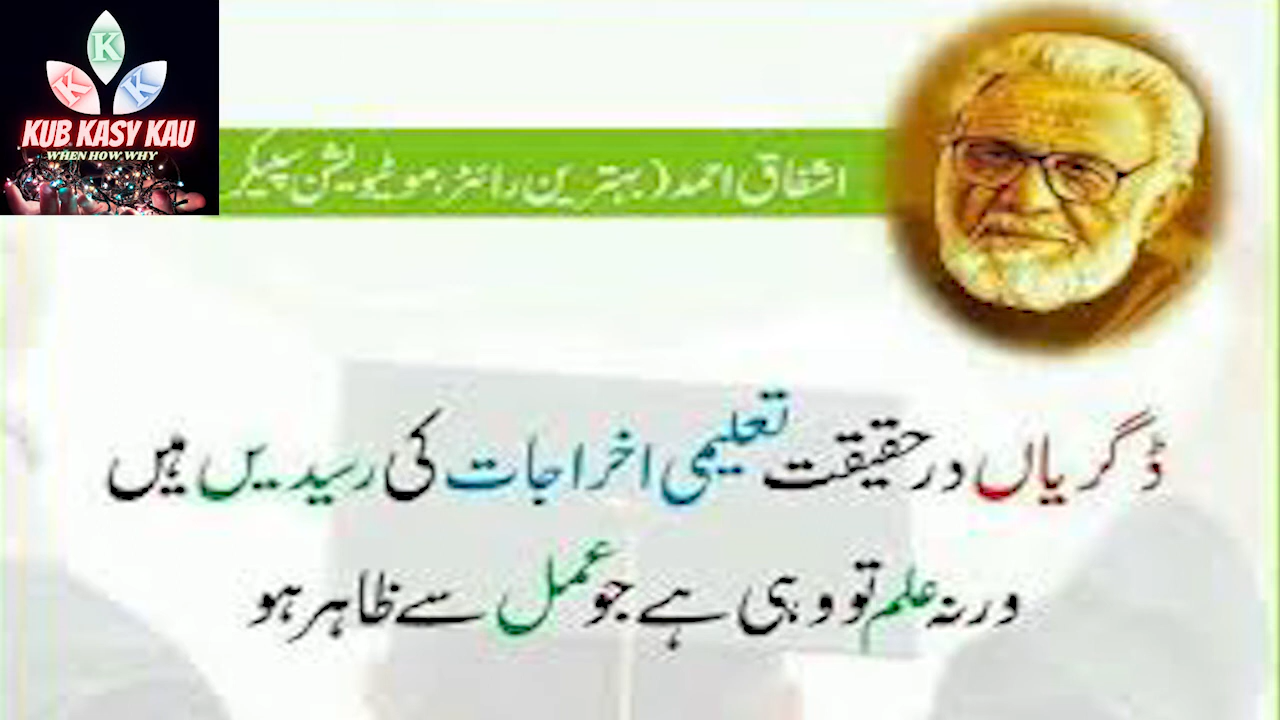 K
K K
KUB KASY KAU
WHEN HOW WHY
اشفاق احمد (بہترین رائٹر، موٹیویشن سپیکر
ڈگریاں درحقیقت تعلیمی اخراجات کی رسیدیں ہیں
ورنہ علم تو وہی ہے جو عمل سے ظاہر ہو